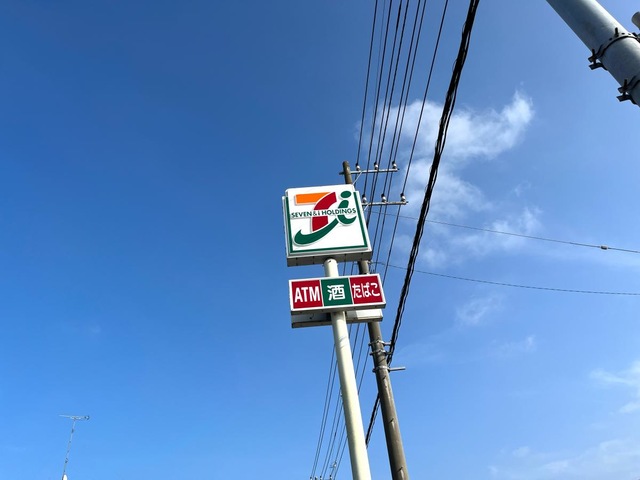 SEVEN & i HOLDINGS
ATM 酒 たばこ